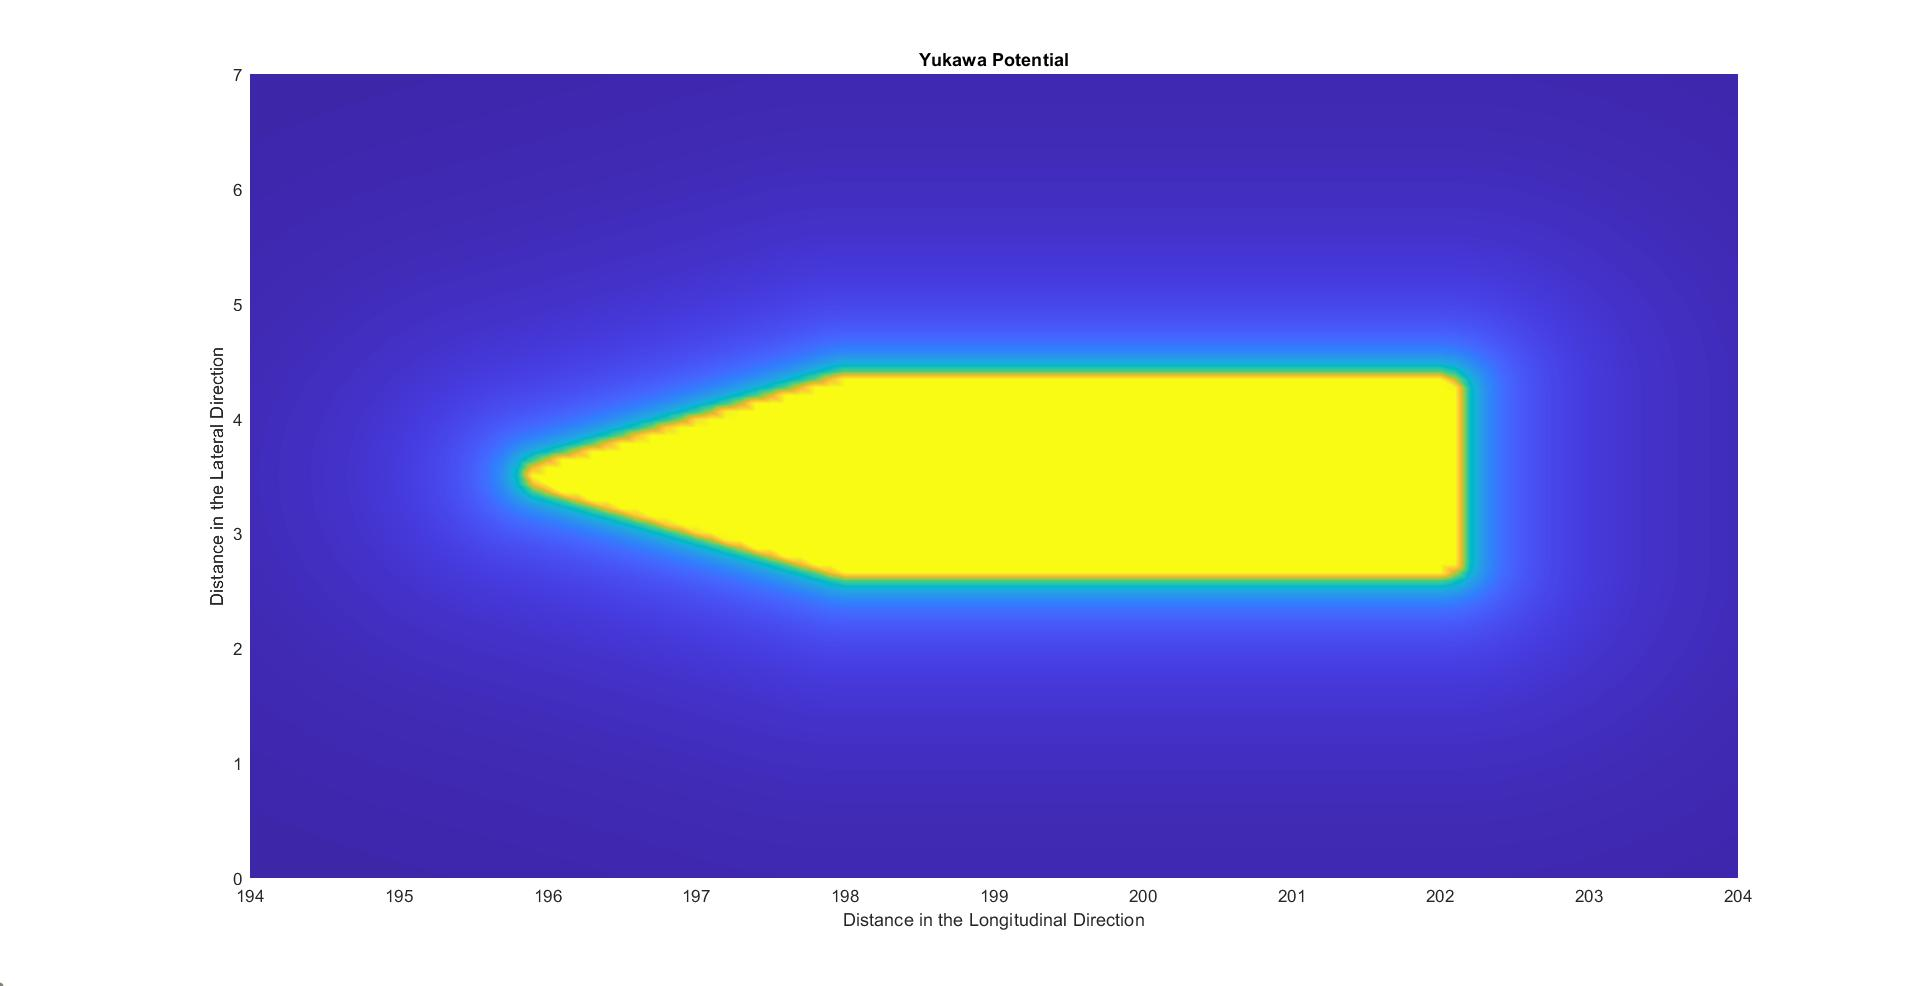 Yukawa Potential
7
6
5
4
3
2
1
0
Distance in the Lateral Direction
194 195 196 197 198 199 200 201 202 203 204
Distance in the Longitudinal Direction